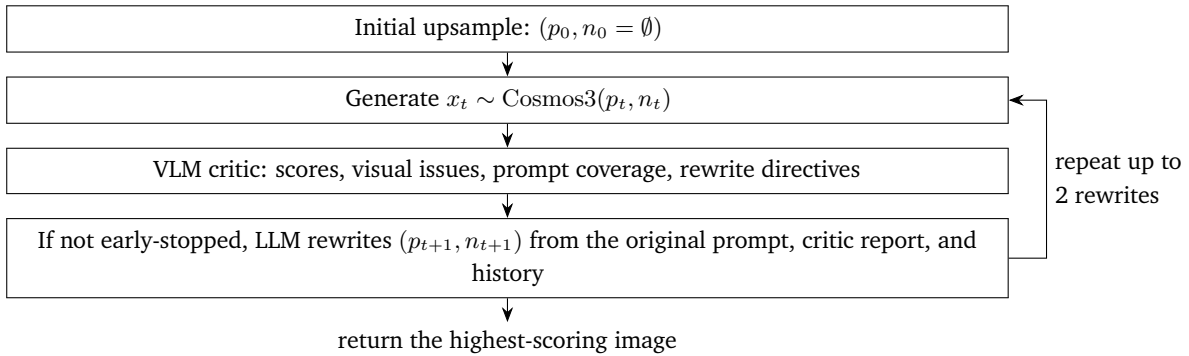 Initial upsample: (p₀, n₀ = ∅)
Generate xₜ ∼ Cosmos3(pₜ, nₜ)
VLM critic: scores, visual issues, prompt coverage, rewrite directives
repeat up to
2 rewrites
If not early-stopped, LLM rewrites (pₜ₊₁, nₜ₊₁) from the original prompt, critic report, and
history
return the highest-scoring image